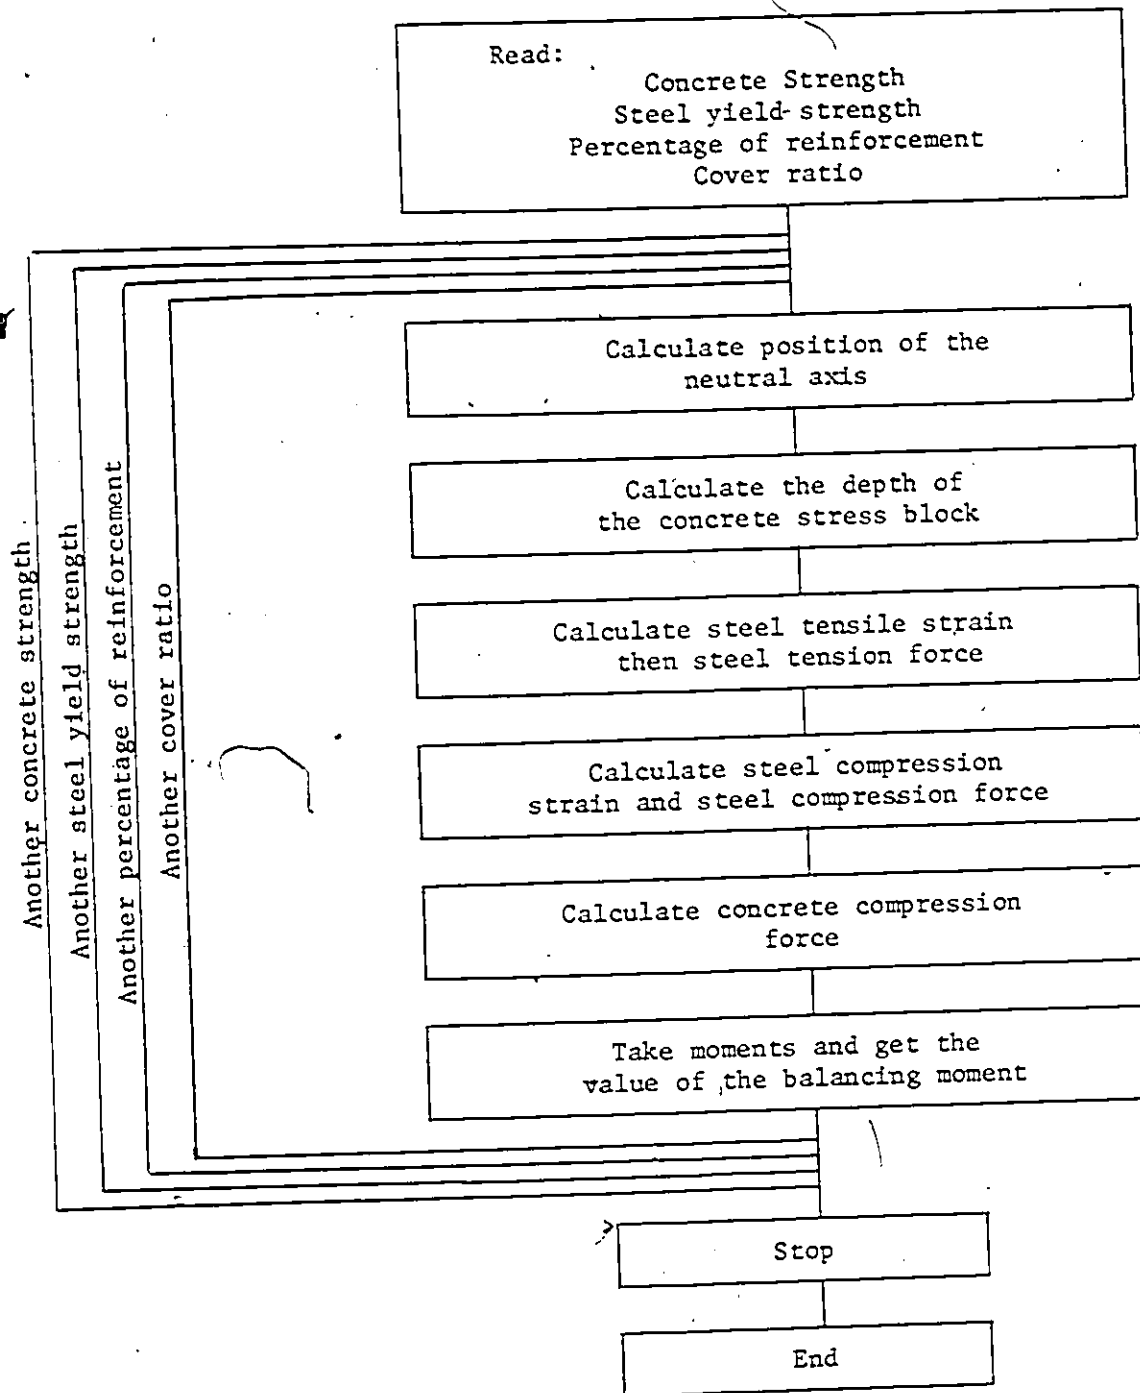 Read:
Concrete Strength
Steel yield-strength
Percentage of reinforcement
Cover ratio
Another concrete strength
Another steel yield strength
Another percentage of reinforcement
Another cover ratio
Calculate position of the
neutral axis
Calculate the depth of
the concrete stress block
Calculate steel tensile strain
then steel tension force
Calculate steel compression
strain and steel compression force
Calculate concrete compression
force
Take moments and get the
value of the balancing moment
Stop
End